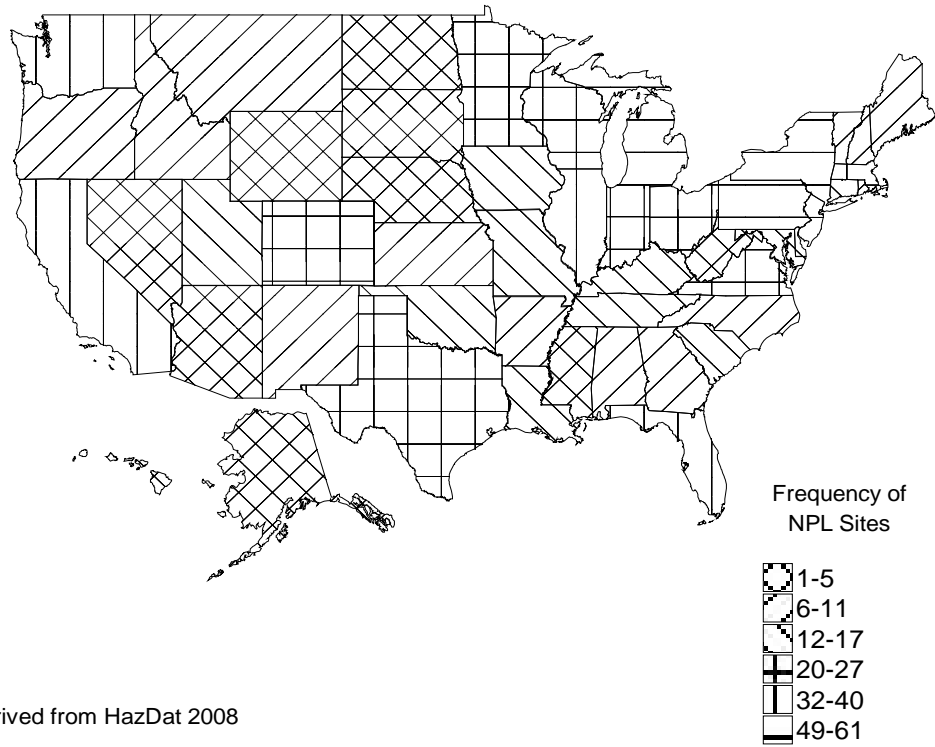 Frequency of
NPL Sites
1-5
6-11
12-17
20-27
32-40
49-61
from HazDat 2008